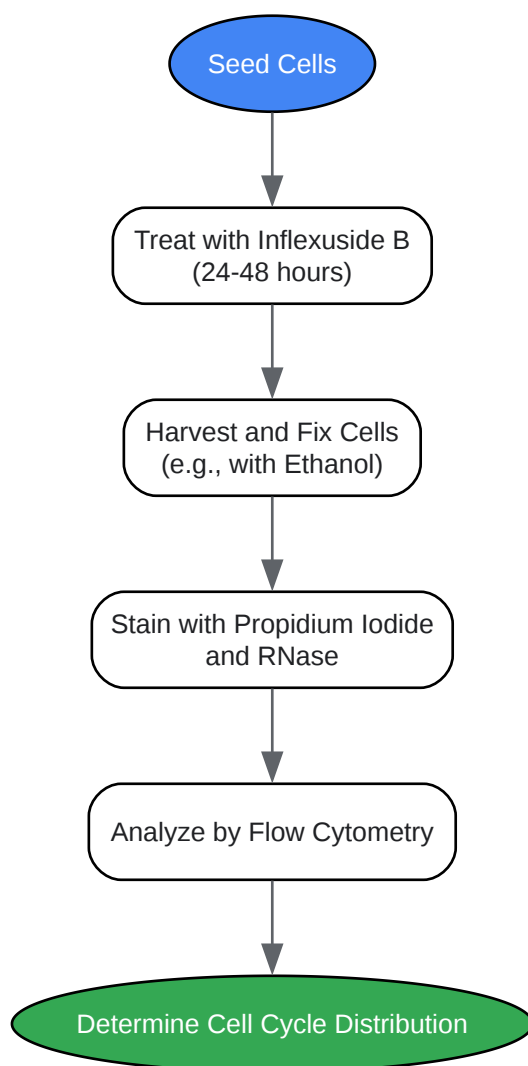 Seed Cells
Treat with Inflexuside B
(24-48 hours)
Harvest and Fix Cells
(e.g., with Ethanol)
Stain with Propidium Iodide
and RNase
Analyze by Flow Cytometry
Determine Cell Cycle Distribution